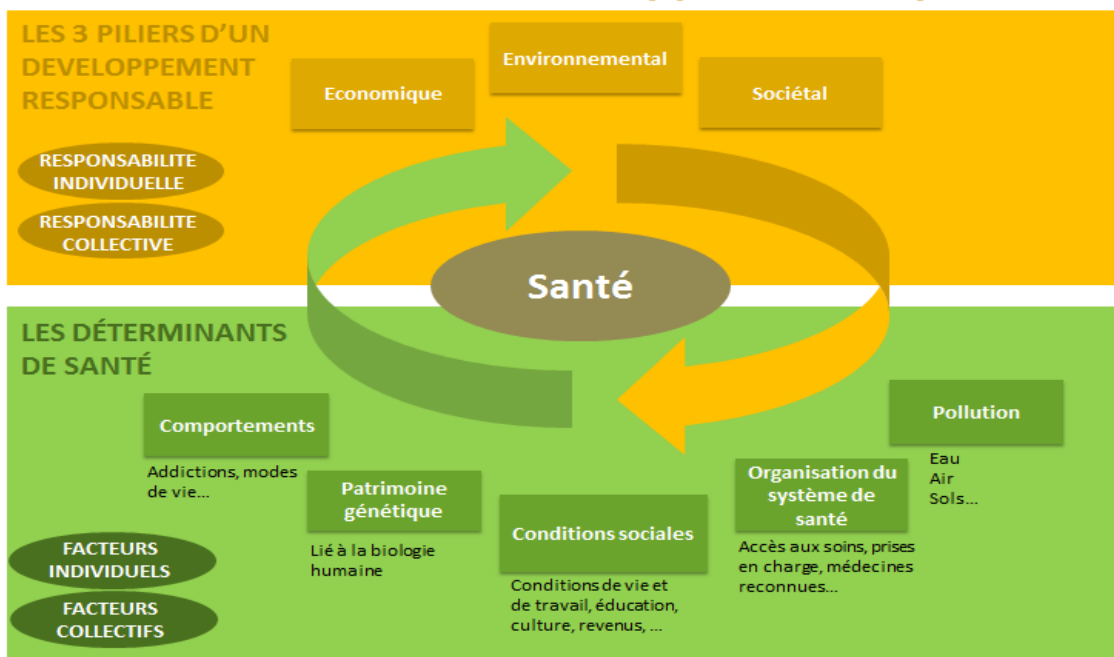 LES 3 PILIERS D'UN
DEVELOPPEMENT
RESPONSABLE
Economique
Environnemental
Sociétal
RESPONSABILITE
INDIVIDUELLE
RESPONSABILITE
COLLECTIVE
Santé
LES DÉTERMINANTS
DE SANTÉ
Comportements
Addictions, modes
de vie...
Patrimoine
génétique
Lié à la biologie
humaine
Conditions sociales
Conditions de vie et
de travail, éducation,
culture, revenus, ...
Organisation du
système de
santé
Accès aux soins, prises
en charge, médecines
reconnues...
Pollution
Eau
Air
Sols...
FACTEURS
INDIVIDUELS
FACTEURS
COLLECTIFS